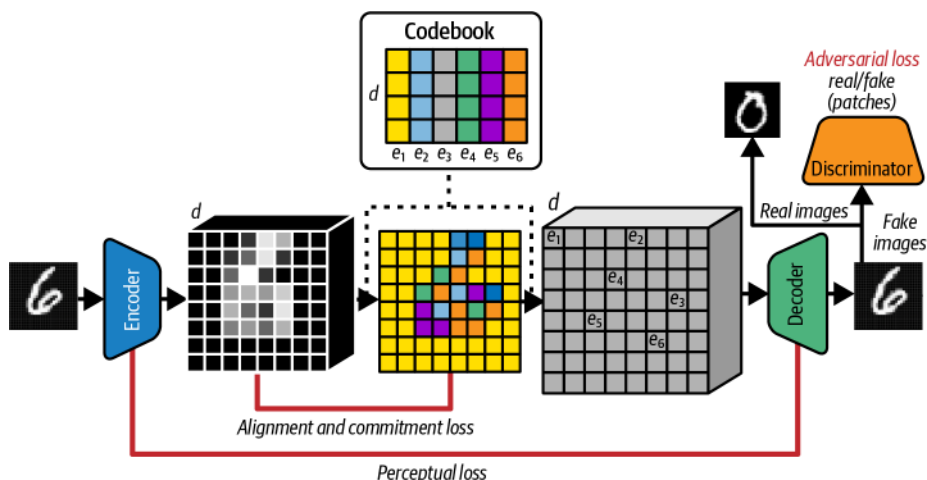 Codebook
d
e1 e2 e3 e4 e5 e6
Adversarial loss
real/fake
(patches)
Discriminator
Real images
Fake
images
d
d
Encoder
e1
e2
e4
e3
e5
e6
Decoder
Alignment and commitment loss
Perceptual loss